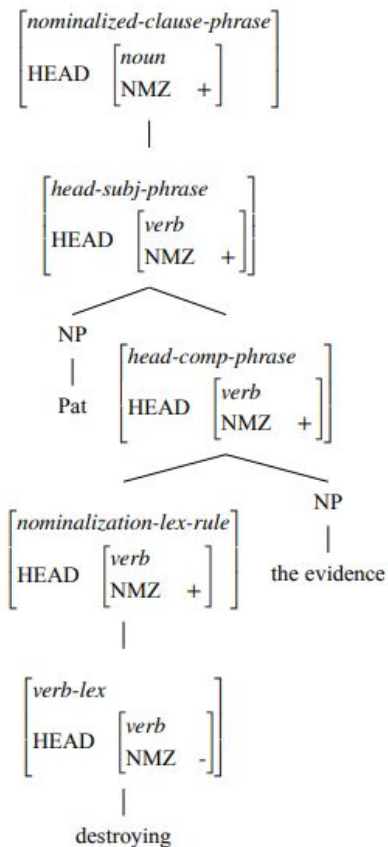 nominalized-clause-phrase
noun
HEAD
NMZ +
head-subj-phrase
verb
HEAD
NMZ +
NP
head-comp-phrase
verb
Pat
HEAD
NMZ +
nominalization-lex-rule
NP
verb
HEAD
NMZ +
the evidence
verb-lex
verb
HEAD
NMZ -
destroying